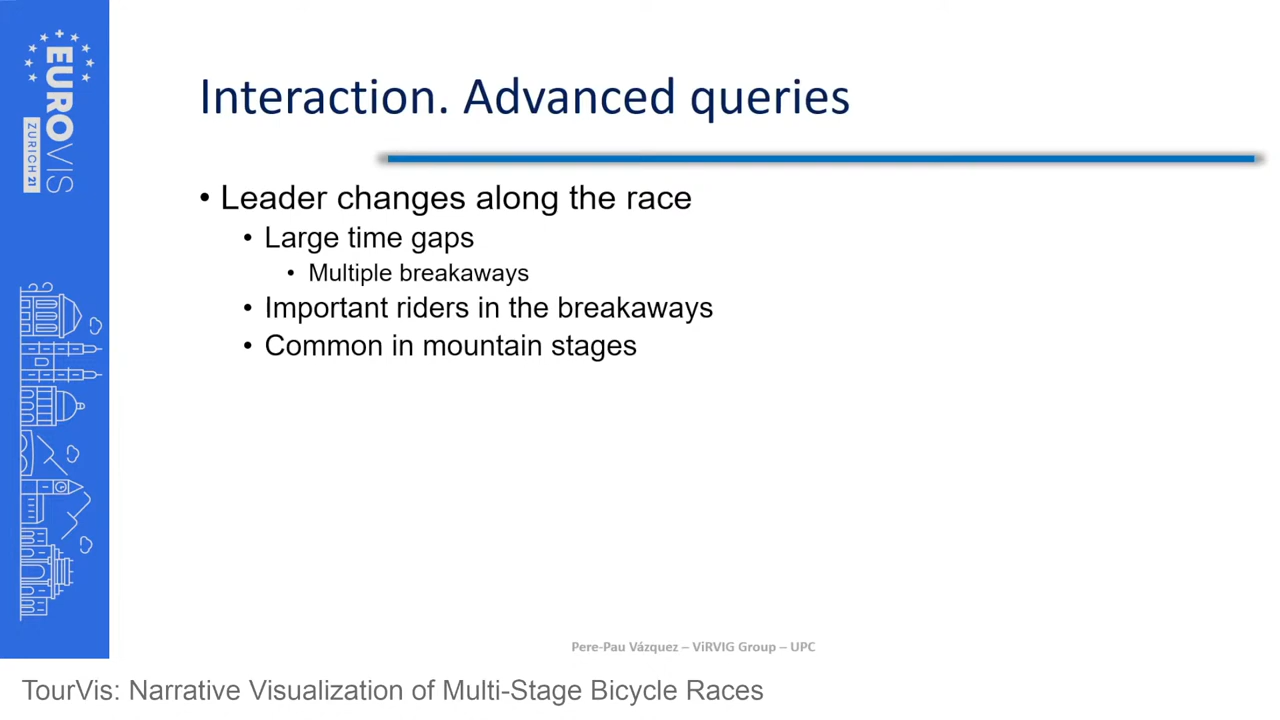 EUROVIS
ZURICH 21
Interaction. Advanced queries
• Leader changes along the race
• Large time gaps
• Multiple breakaways
• Important riders in the breakaways
• Common in mountain stages
Pere-Pau Vázquez – ViRVIG Group – UPC
TourVis: Narrative Visualization of Multi-Stage Bicycle Races